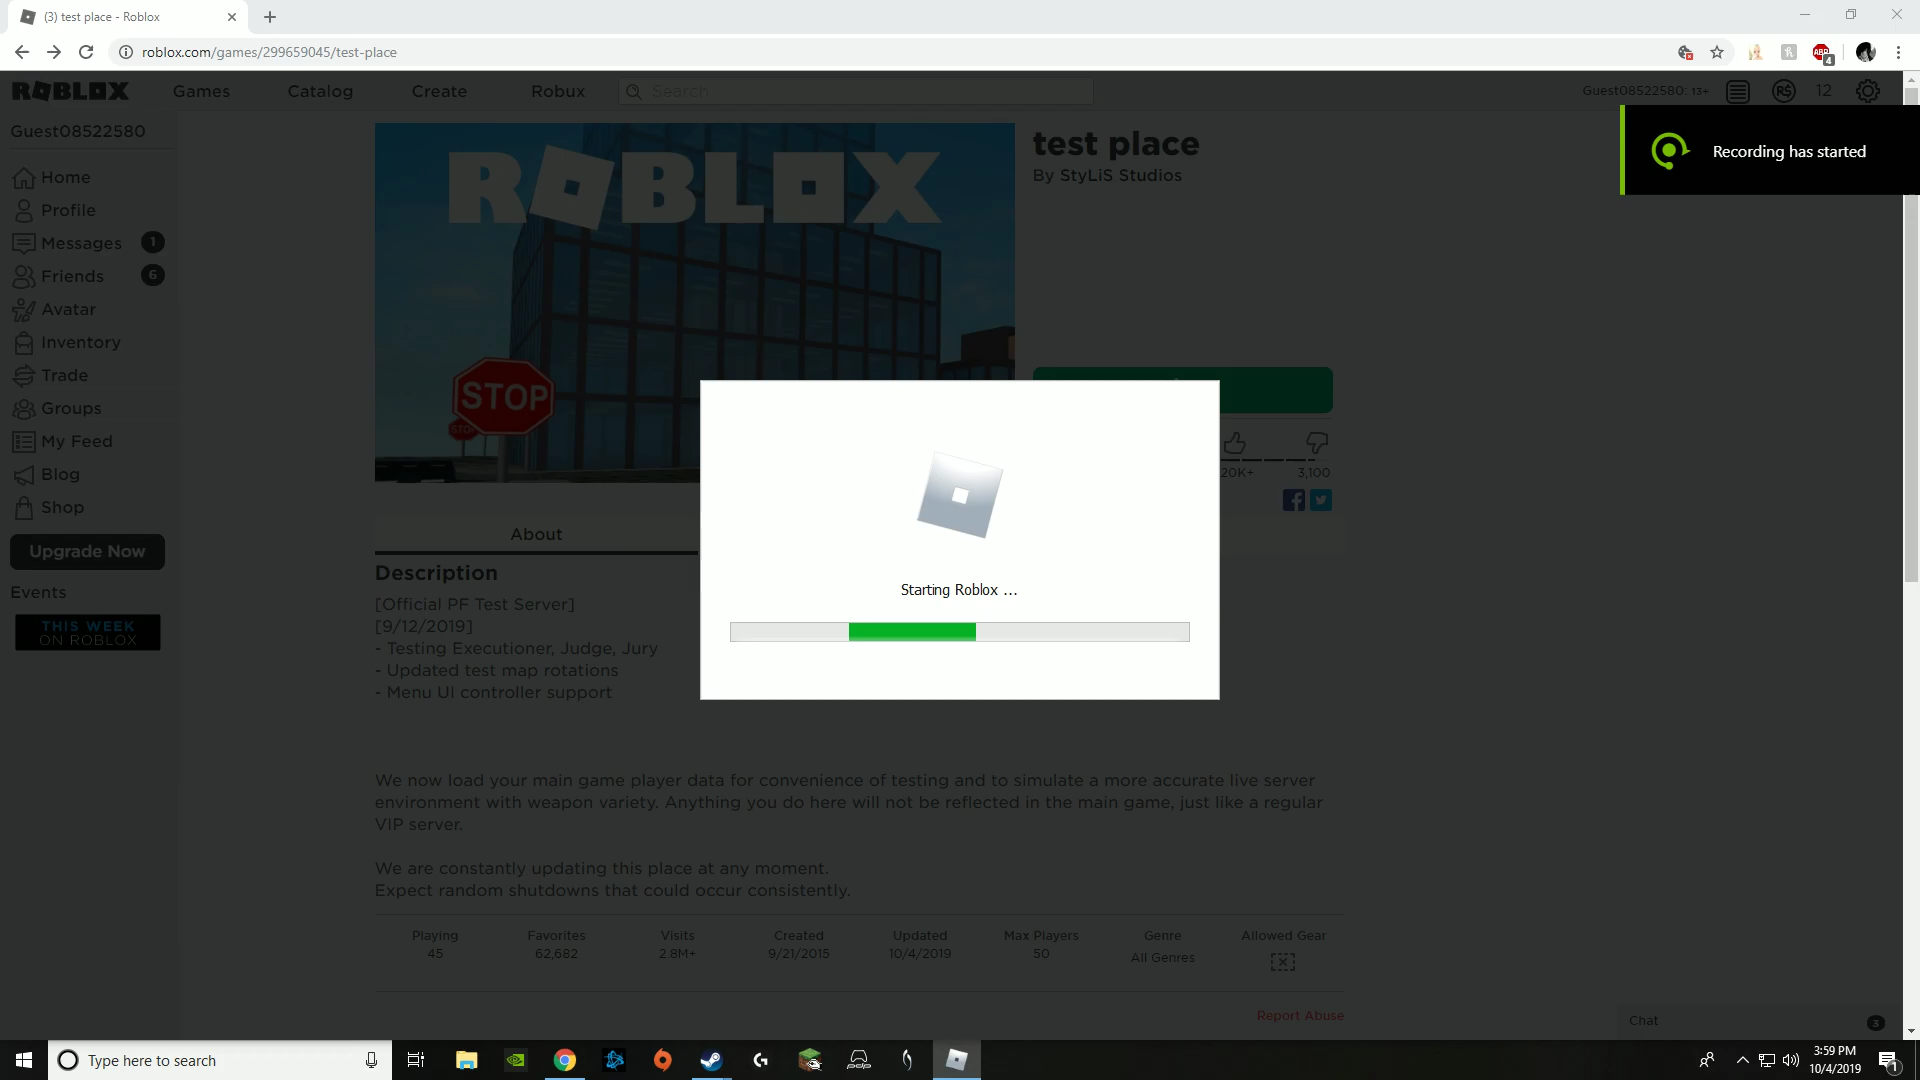 (3) test place - Roblox
roblox.com/games/299659045/test-place
ABP
4
ROBLOX
Games
Catalog
Create
Robux
Search
Guest08522580: 13+
R$
12
Guest08522580
Home
Profile
Messages
1
Friends
6
Avatar
Inventory
Trade
Groups
My Feed
Blog
Shop
Upgrade Now
Events
THIS WEEK
ON ROBLOX
ROBLOX
STOP
STOP
test place
By StyLiS Studios
Recording has started
20K+
3,100
Starting Roblox ...
About
Description
[Official PF Test Server]
[9/12/2019]
- Testing Executioner, Judge, Jury
- Updated test map rotations
- Menu UI controller support
We now load your main game player data for convenience of testing and to simulate a more accurate live server
environment with weapon variety. Anything you do here will not be reflected in the main game, just like a regular
VIP server.
We are constantly updating this place at any moment.
Expect random shutdowns that could occur consistently.
Playing
45
Favorites
62,682
Visits
2.8M+
Created
9/21/2015
Updated
10/4/2019
Max Players
50
Genre
All Genres
Allowed Gear
Report Abuse
Chat
3
Type here to search
3:59 PM
10/4/2019
1